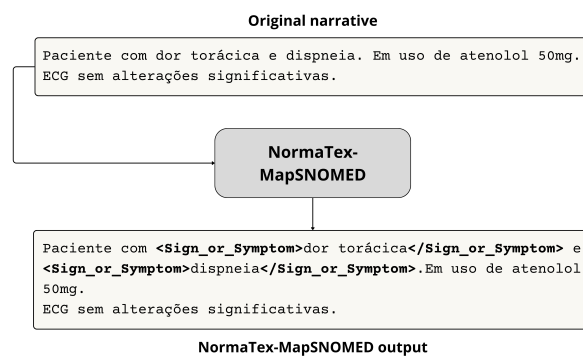 Original narrative
Paciente com dor torácica e dispneia. Em uso de atenolol 50mg.
ECG sem alterações significativas.
NormaTex-
MapSNOMED
Paciente com <Sign_or_Symptom>dor torácica</Sign_or_Symptom> e
<Sign_or_Symptom>dispneia</Sign_or_Symptom>.Em uso de atenolol
50mg.
ECG sem alterações significativas.
NormaTex-MapSNOMED output